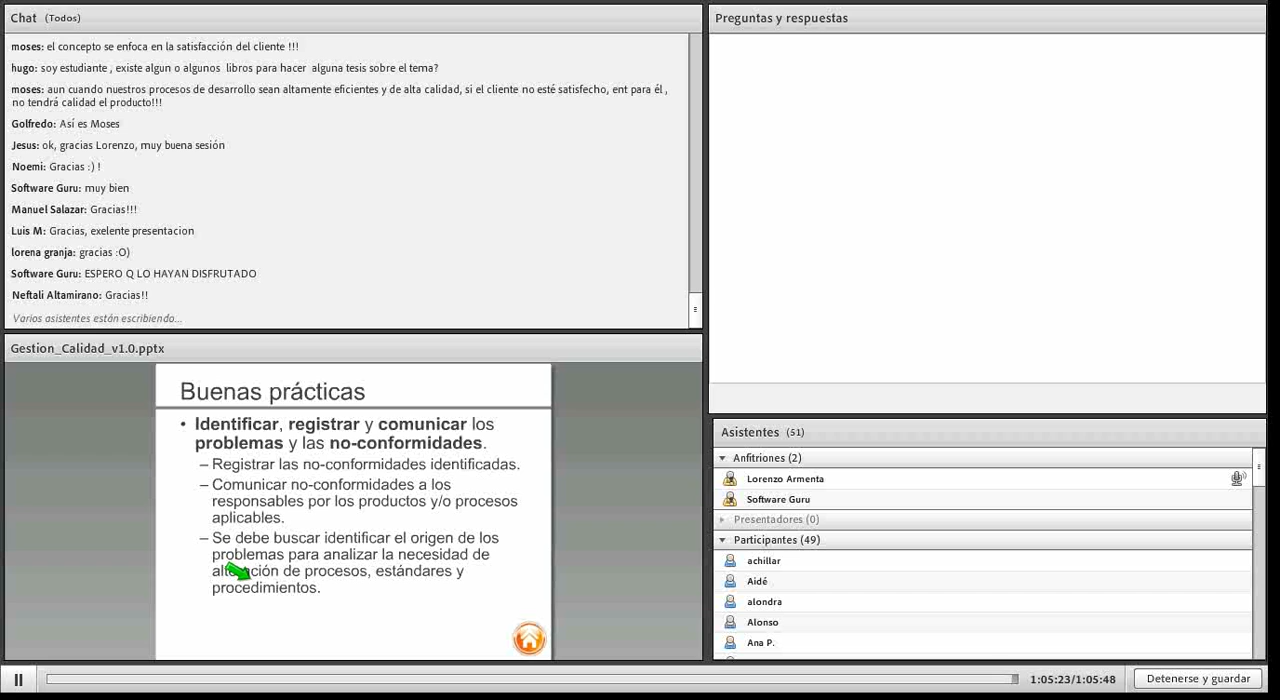 Chat (Todos)
moses: el concepto se enfoca en la satisfacción del cliente !!!
hugo: soy estudiante , existe algun o algunos libros para hacer alguna tesis sobre el tema?
moses: aun cuando nuestros procesos de desarrollo sean altamente eficientes y de alta calidad, si el cliente no esté satisfecho, ent para él ,
no tendrá calidad el producto!!!
Golfredo: Así es Moses
Jesus: ok, gracias Lorenzo, muy buena sesión
Noemi: Gracias :) !
Software Guru: muy bien
Manuel Salazar: Gracias!!!
Luis M: Gracias, exelente presentacion
lorena granja: gracias :O)
Software Guru: ESPERO Q LO HAYAN DISFRUTADO
Neftali Altamirano: Gracias!!
Varios asistentes están escribiendo...
Gestion_Calidad_v1.0.pptx
Buenas prácticas
• Identificar, registrar y comunicar los
problemas y las no-conformidades.
– Registrar las no-conformidades identificadas.
– Comunicar no-conformidades a los
responsables por los productos y/o procesos
aplicables.
– Se debe buscar identificar el origen de los
problemas para analizar la necesidad de
de procesos, estándares y
procedimientos.
Preguntas y respuestas
Asistentes (51)
Anfitriones (2)
Lorenzo Armenta
Software Guru
Presentadores (0)
Participantes (49)
achillar
Aidé
alondra
Alonso
Ana P.
1:05:23/1:05:48
Detenerse y guardar